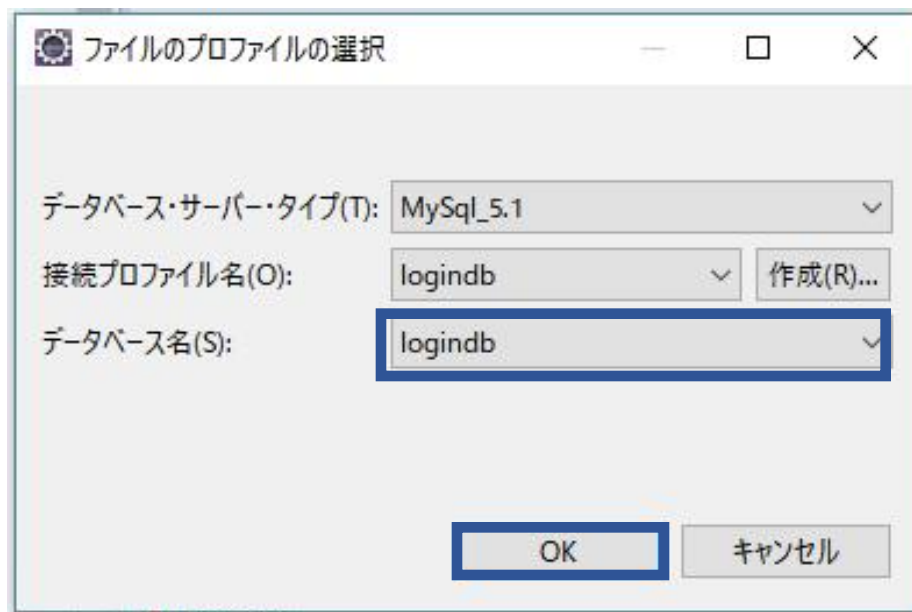 ファイルのプロファイルの選択
データベース・サーバー・タイプ(T): MySql_5.1
接続プロファイル名(O): logindb 作成(R)...
データベース名(S): logindb
OK キャンセル